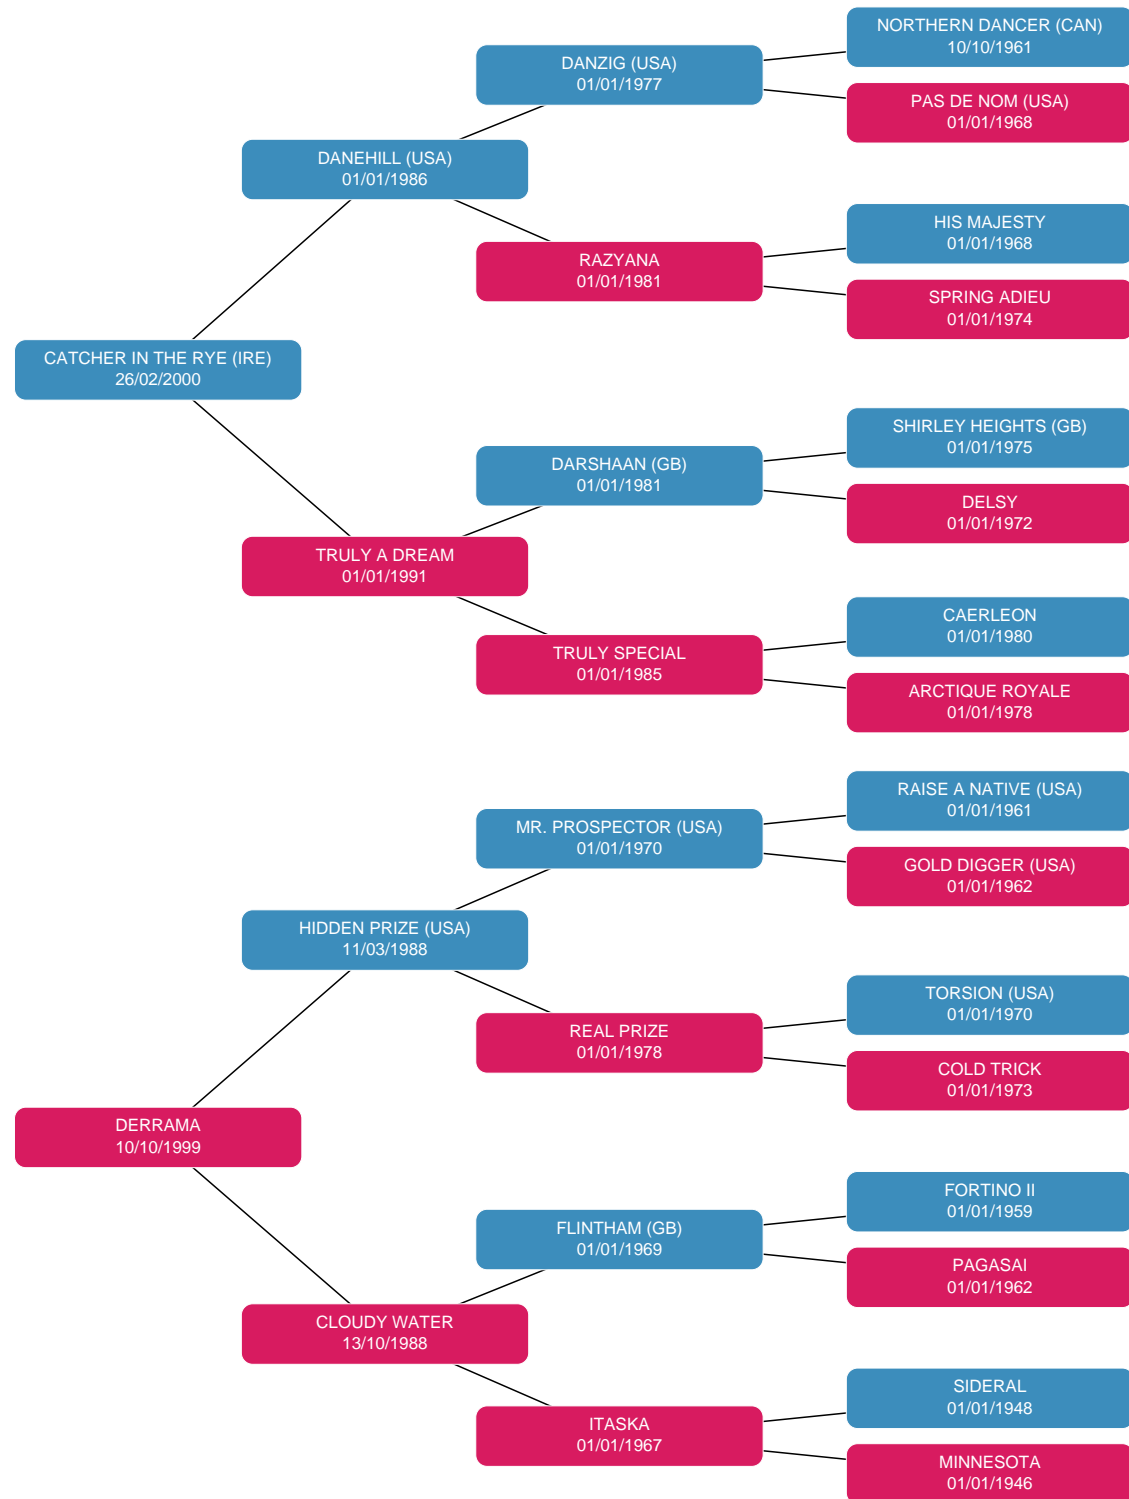 NORTHERN DANCER (CAN)
10/10/1961
DANZIG (USA)
01/01/1977
PAS DE NOM (USA)
01/01/1968
DANEHILL (USA)
01/01/1986
HIS MAJESTY
01/01/1968
RAZYANA
01/01/1981
SPRING ADIEU
01/01/1974
CATCHER IN THE RYE (IRE)
26/02/2000
SHIRLEY HEIGHTS (GB)
01/01/1975
DARSHAAN (GB)
01/01/1981
DELSY
01/01/1972
TRULY A DREAM
01/01/1991
CAERLEON
01/01/1980
TRULY SPECIAL
01/01/1985
ARCTIQUE ROYALE
01/01/1978
RAISE A NATIVE (USA)
01/01/1961
MR. PROSPECTOR (USA)
01/01/1970
GOLD DIGGER (USA)
01/01/1962
HIDDEN PRIZE (USA)
11/03/1988
TORSION (USA)
01/01/1970
REAL PRIZE
01/01/1978
COLD TRICK
01/01/1973
DERRAMA
10/10/1999
FORTINO II
01/01/1959
FLINTHAM (GB)
01/01/1969
PAGASAI
01/01/1962
CLOUDY WATER
13/10/1988
SIDERAL
01/01/1948
ITASKA
01/01/1967
MINNESOTA
01/01/1946